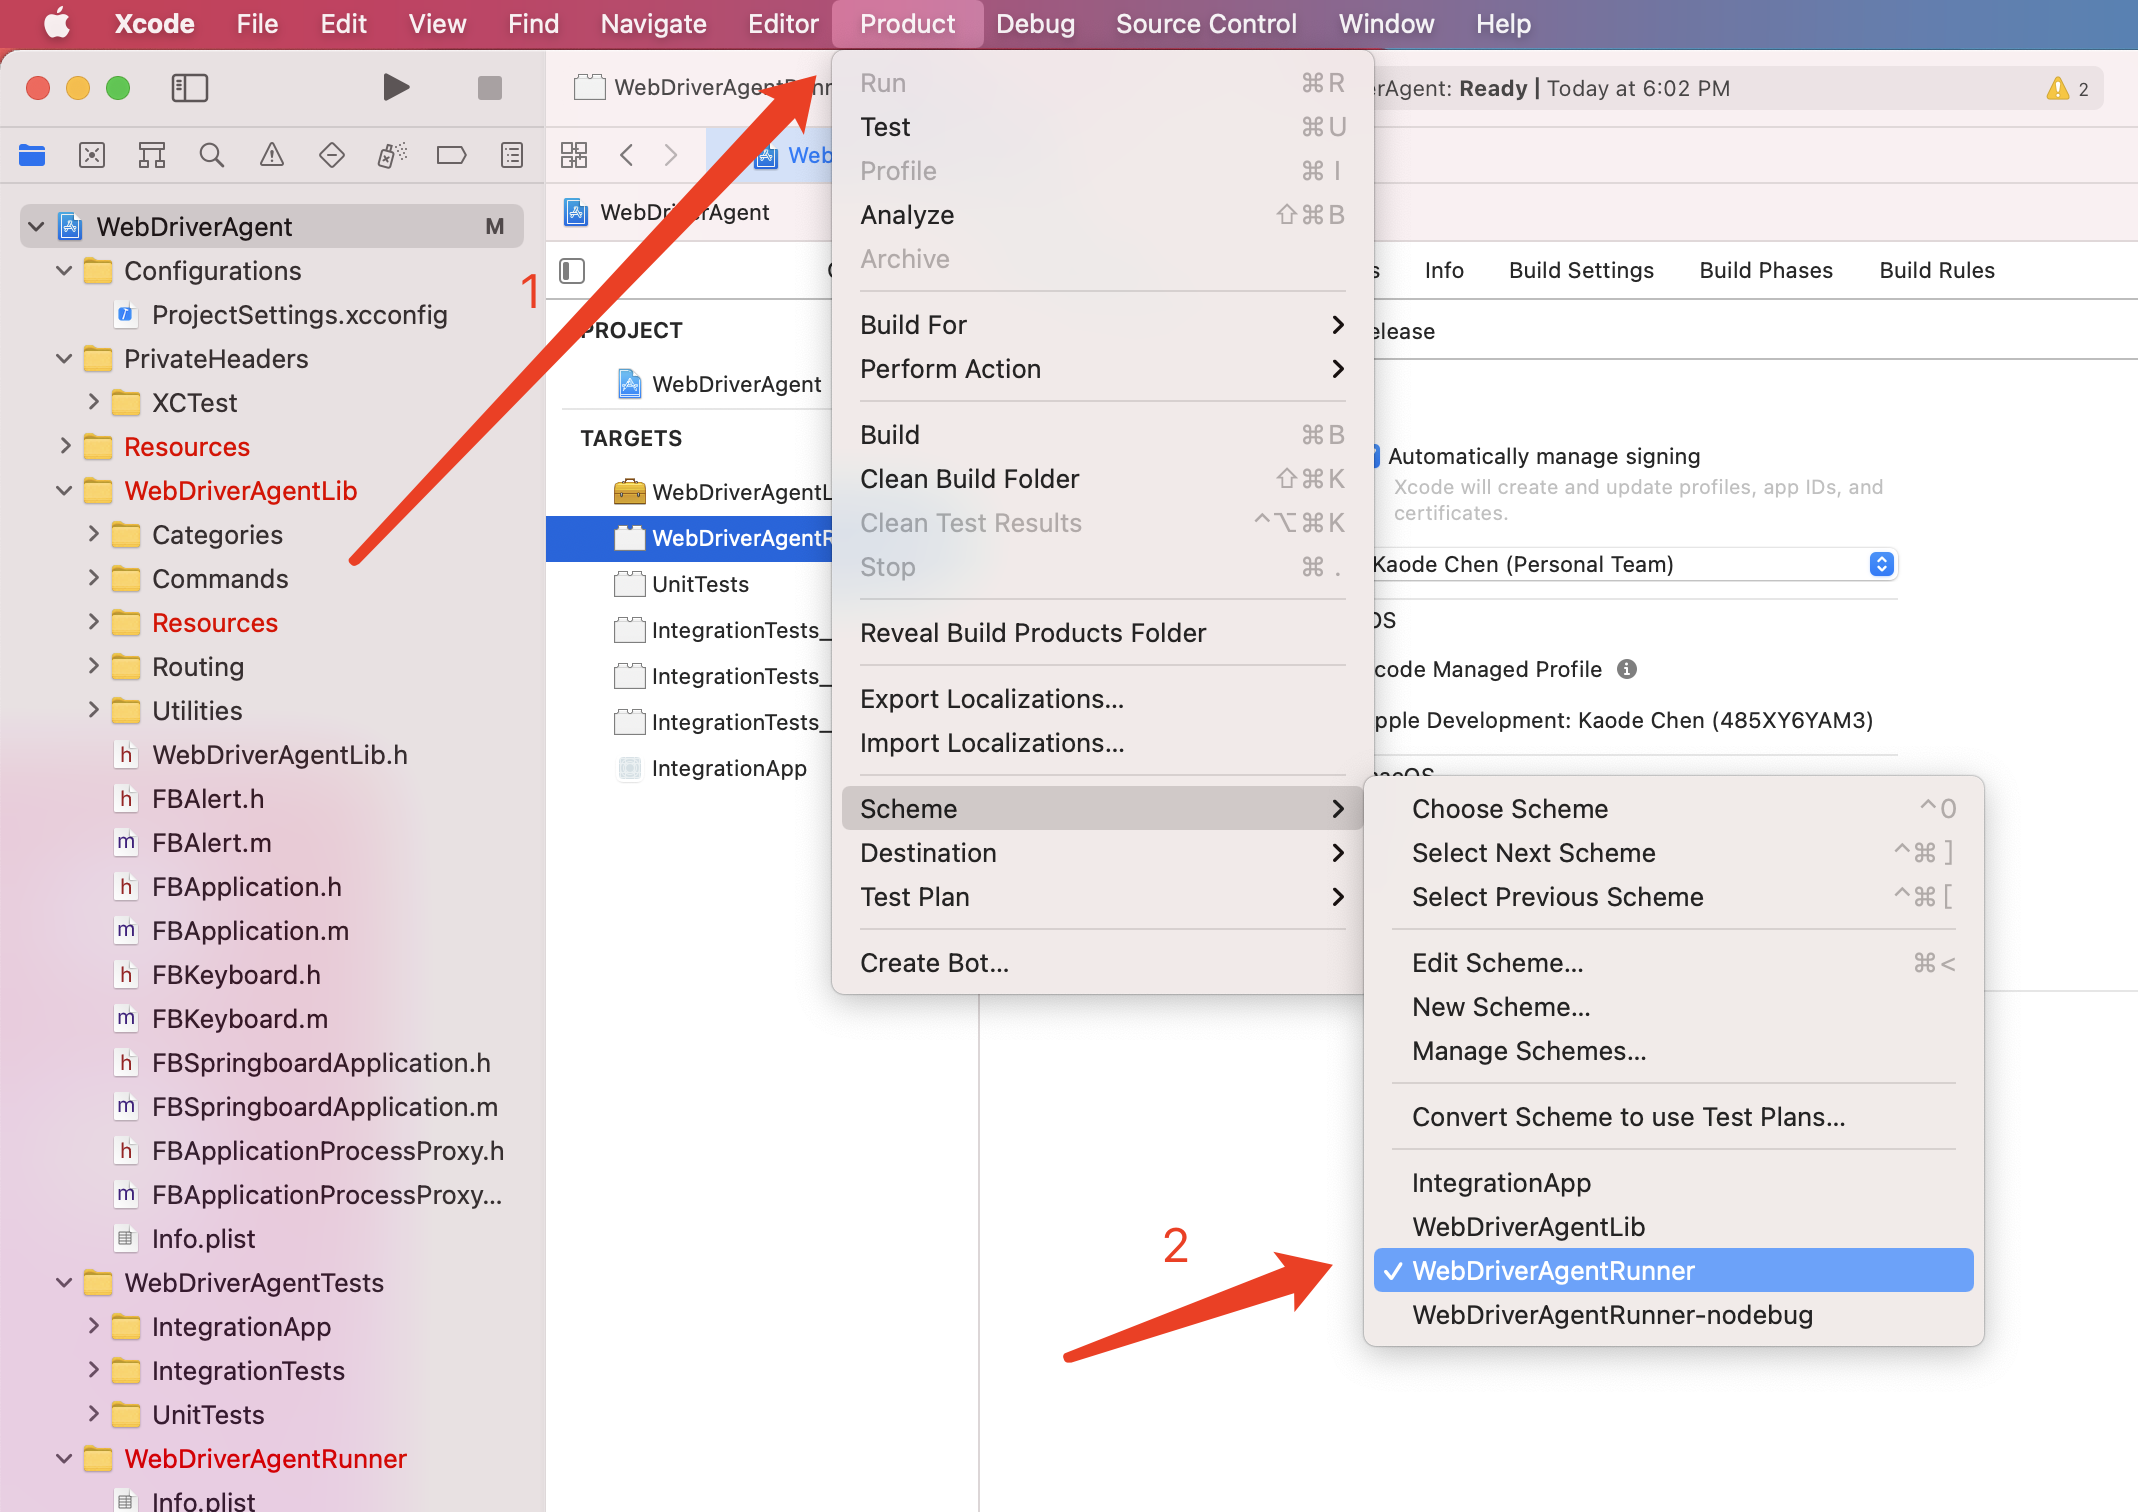 Xcode File Edit View Find Navigate Editor Product Debug Source Control Window Help
rAgent: Ready | Today at 6:02 PM 2
WebDriverAgent M
Configurations
ProjectSettings.xcconfig
PrivateHeaders
XCTest
Resources
WebDriverAgentLib
Categories
Commands
Resources
Routing
Utilities
WebDriverAgentLib.h
FBAlert.h
FBAlert.m
FBApplication.h
FBApplication.m
FBKeyboard.h
FBKeyboard.m
FBSpringboardApplication.h
FBSpringboardApplication.m
FBApplicationProcessProxy.h
FBApplicationProcessProxy...
Info.plist
WebDriverAgentTests
IntegrationApp
IntegrationTests
UnitTests
WebDriverAgentRunner
Info.plist
1
Web
WebDriverAgent
PROJECT
WebDriverAgent
TARGETS
WebDriverAgentL
WebDriverAgentR
UnitTests
IntegrationTests_
IntegrationTests_
IntegrationTests_
IntegrationApp
Run ⌘R
Test ⌘U
Profile ⌘I
Analyze ⇧⌘B
Archive
Build For
Perform Action
Build ⌘B
Clean Build Folder ⇧⌘K
Clean Test Results ^⌥⌘K
Stop ⌘.
Reveal Build Products Folder
Export Localizations...
Import Localizations...
Scheme
Destination
Test Plan
Create Bot...
s Info Build Settings Build Phases Build Rules
elease
Automatically manage signing
Xcode will create and update profiles, app IDs, and
certificates.
Kaode Chen (Personal Team)
OS
code Managed Profile
pple Development: Kaode Chen (485XY6YAM3)
Choose Scheme ^0
Select Next Scheme ^⌘]
Select Previous Scheme ^⌘[
Edit Scheme... ⌘<
New Scheme...
Manage Schemes...
Convert Scheme to use Test Plans...
IntegrationApp
WebDriverAgentLib
✓ WebDriverAgentRunner
WebDriverAgentRunner-nodebug
2